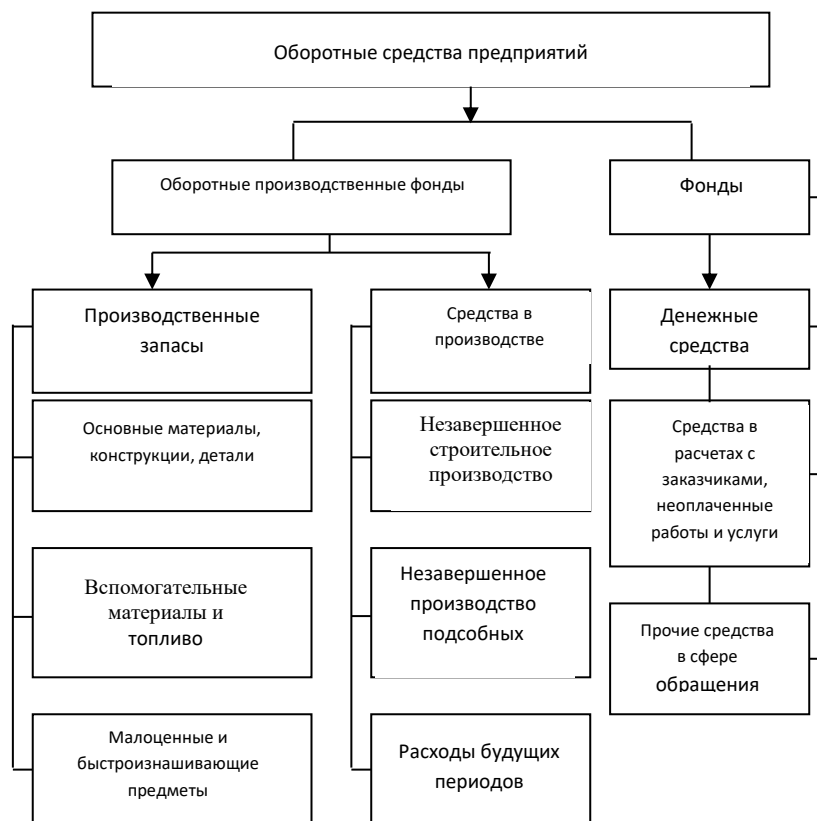 Оборотные средства предприятий
Оборотные производственные фонды
Фонды
Производственные
запасы
Средства в
производстве
Денежные
средства
Основные материалы,
конструкции, детали
Незавершенное
строительное
производство
Средства в
расчетах с
заказчиками,
неоплаченные
работы и услуги
Вспомогательные
материалы и
топливо
Незавершенное
производство
подсобных
Прочие средства
в сфере
обращения
Малоценные и
быстроизнашивающие
предметы
Расходы будущих
периодов